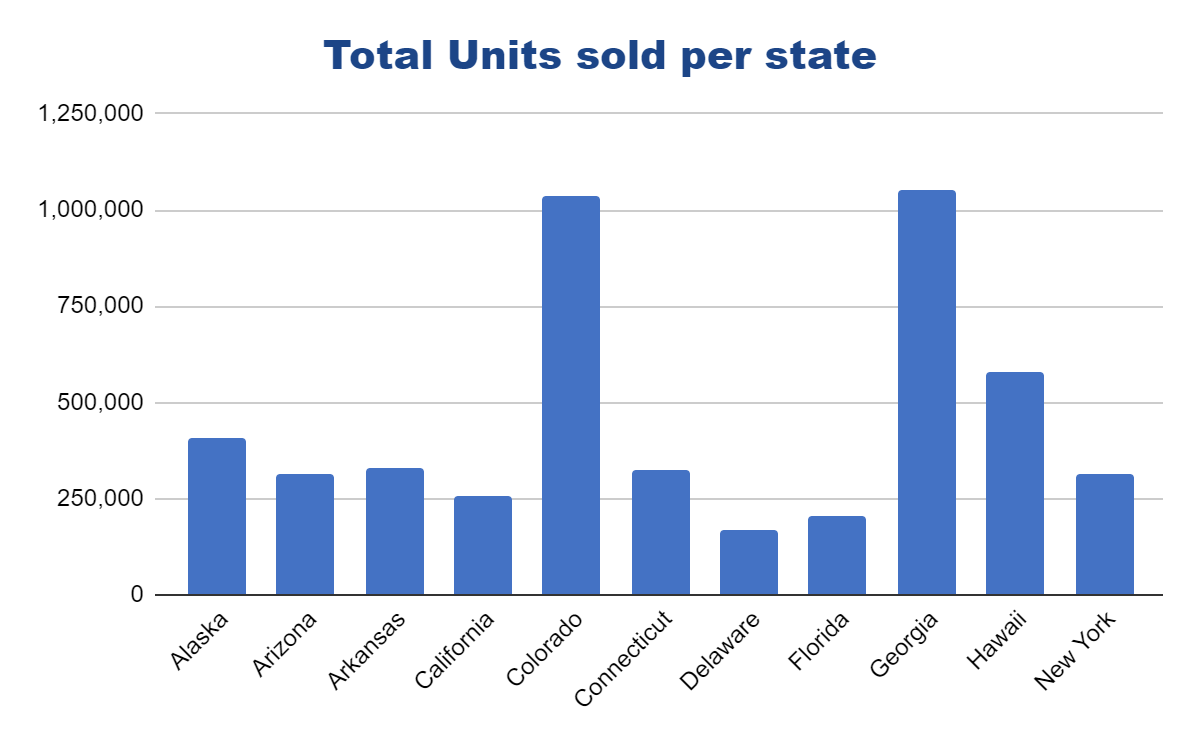 Total Units sold per state
1,250,000
1,000,000
750,000
500,000
250,000
0
Alaska
Arizona
Arkansas
California
Colorado
Connecticut
Delaware
Florida
Georgia
Hawaii
New York